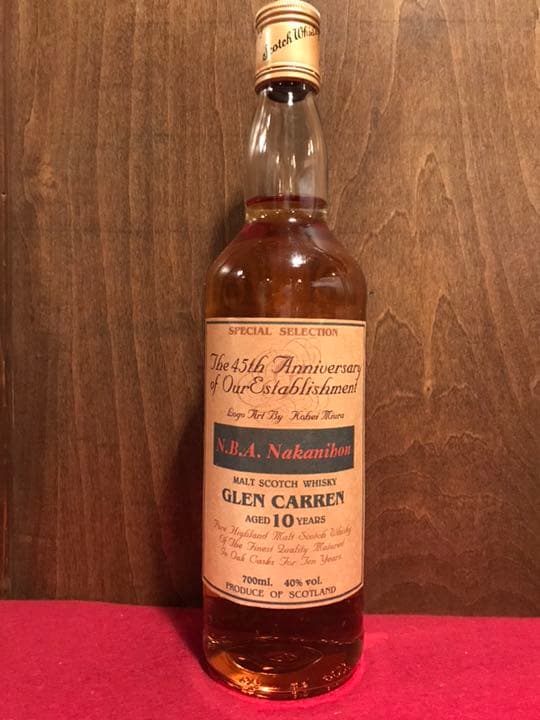 Scotch Whis
SPECIAL SELECTION
The 45th Anniversary
of Our Establishment
Logo Art By Kohei Miura
N.B.A. Nakanihon
MALT SCOTCH WHISKY
GLEN CARREN
AGED 10 YEARS
Pure Highland Malt Scotch Whisky
Of The Finest Quality Matured
In Oak Casks For Ten Years.
700ml. 40% vol.
PRODUCE OF SCOTLAND